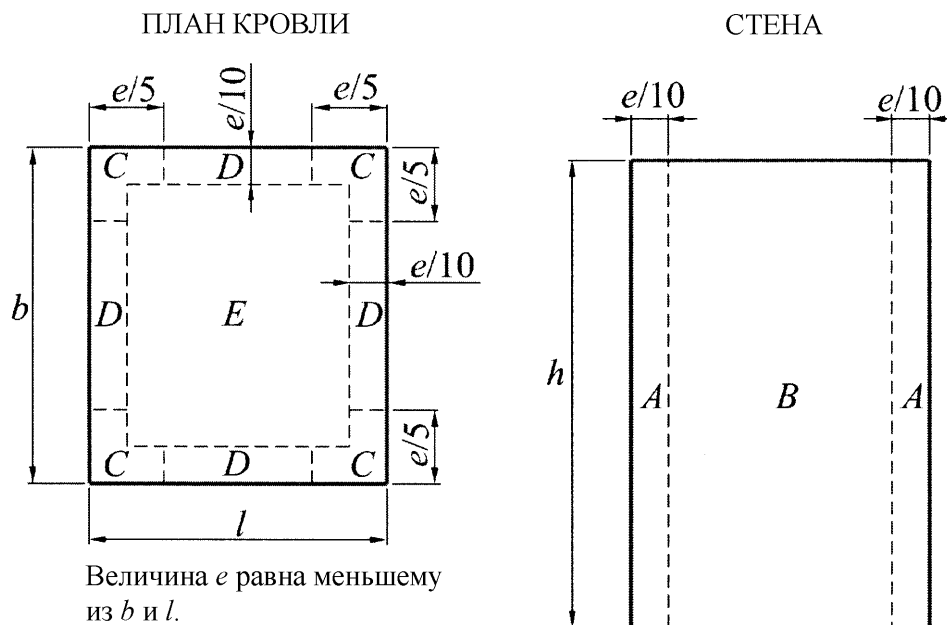 ПЛАН КРОВЛИ
СТЕНА
e/5
e/10
e/5
e/10
e/10
C
D
C
e/5
e/10
b
D
E
D
h
A
B
A
e/5
C
D
C
l
Величина e равна меньшему
из b и l.